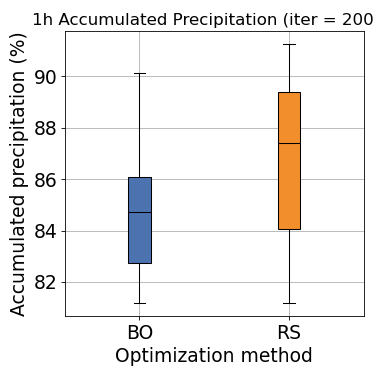 1h Accumulated Precipitation (iter = 200
Accumulated precipitation (%)
90
88
86
84
82
BO RS
Optimization method